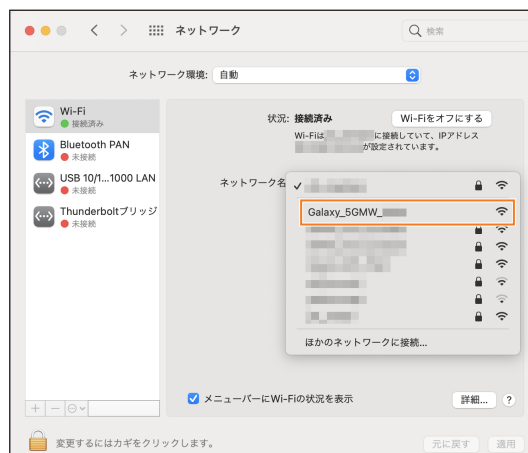 ネットワーク
検索
ネットワーク環境: 自動
Wi-Fi
接続済み
Bluetooth PAN
未接続
USB 10/1...1000 LAN
未接続
Thunderboltブリッジ
未接続
状況: 接続済み
Wi-Fiをオフにする
Wi-Fiは に接続していて、IPアドレス
が設定されています。
ネットワーク名
Galaxy_5GMW_
ほかのネットワークに接続...
メニューバーにWi-Fiの状況を表示
詳細... ?
変更するにはカギをクリックします。
元に戻す 適用